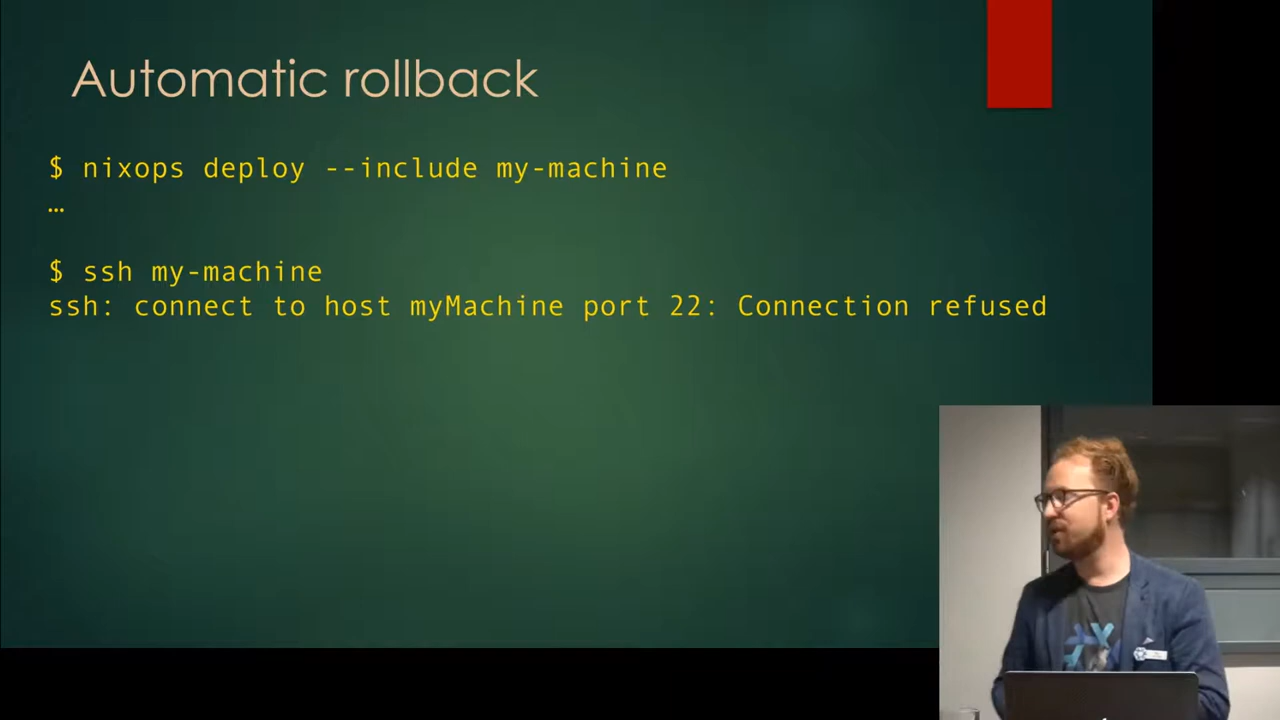 Automatic rollback
$ nixops deploy --include my-machine
…
$ ssh my-machine
ssh: connect to host myMachine port 22: Connection refused